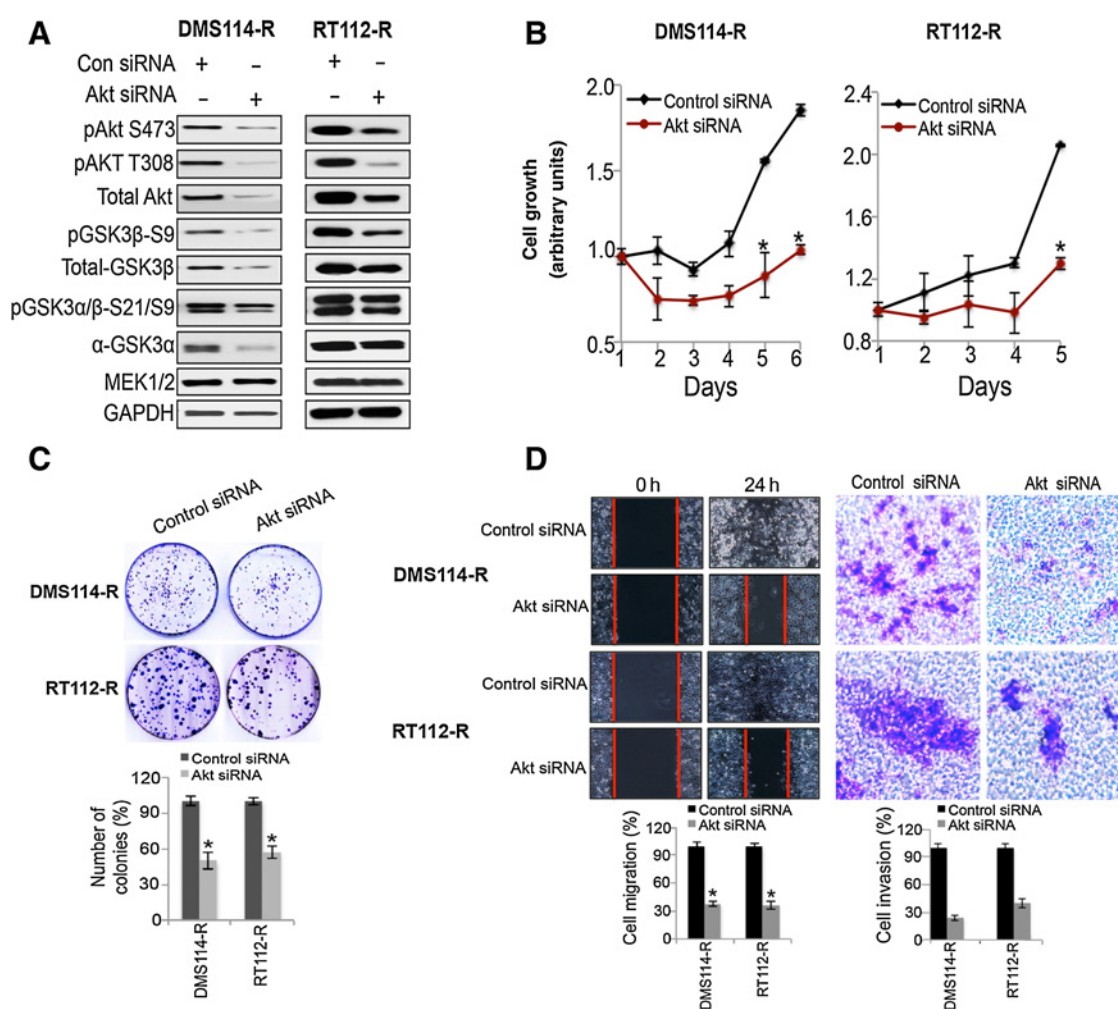 A
DMS114-R
RT112-R
Con siRNA + – + –
Akt siRNA – + – +
pAkt S473
pAKT T308
Total Akt
pGSK3β-S9
Total-GSK3β
pGSK3α/β-S21/S9
α-GSK3α
MEK1/2
GAPDH
B
DMS114-R
Cell growth
(arbitrary units)
2.0
1.0
0.5
Control siRNA
Akt siRNA
* *
1 2 3 4 5 6
Days
RT112-R
2.4
2.0
1.6
1.2
0.8
Control siRNA
Akt siRNA
*
1 2 3 4 5
Days
C
Control siRNA
Akt siRNA
DMS114-R
RT112-R
Control siRNA
Akt siRNA
Number of
colonies (%)
120
90
60
30
0
* *
DMS114-R
RT112-R
D
0 h 24 h
DMS114-R
Control siRNA
Akt siRNA
RT112-R
Control siRNA
Akt siRNA
Control siRNA Akt siRNA
Control siRNA
Akt siRNA
Cell migration (%)
120
90
60
30
0
* *
DMS114-R
RT112-R
Control siRNA
Akt siRNA
Cell invasion (%)
120
90
60
30
0
DMS114-R
RT112-R